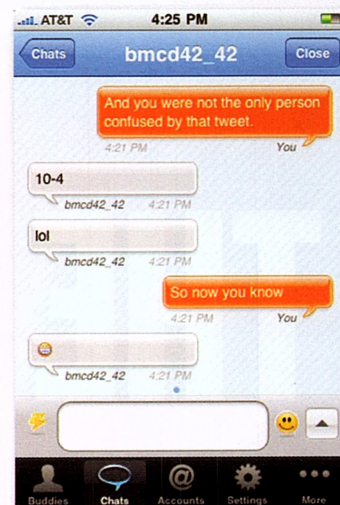 AT&T 4:25 PM
Chats bmcd42_42 Close
And you were not the only person
confused by that tweet.
4:21 PM You
10-4
bmcd42_42 4:21 PM
lol
bmcd42_42 4:21 PM
So now you know
4:21 PM You
bmcd42_42 4:21 PM
Buddies Chats Accounts Settings More